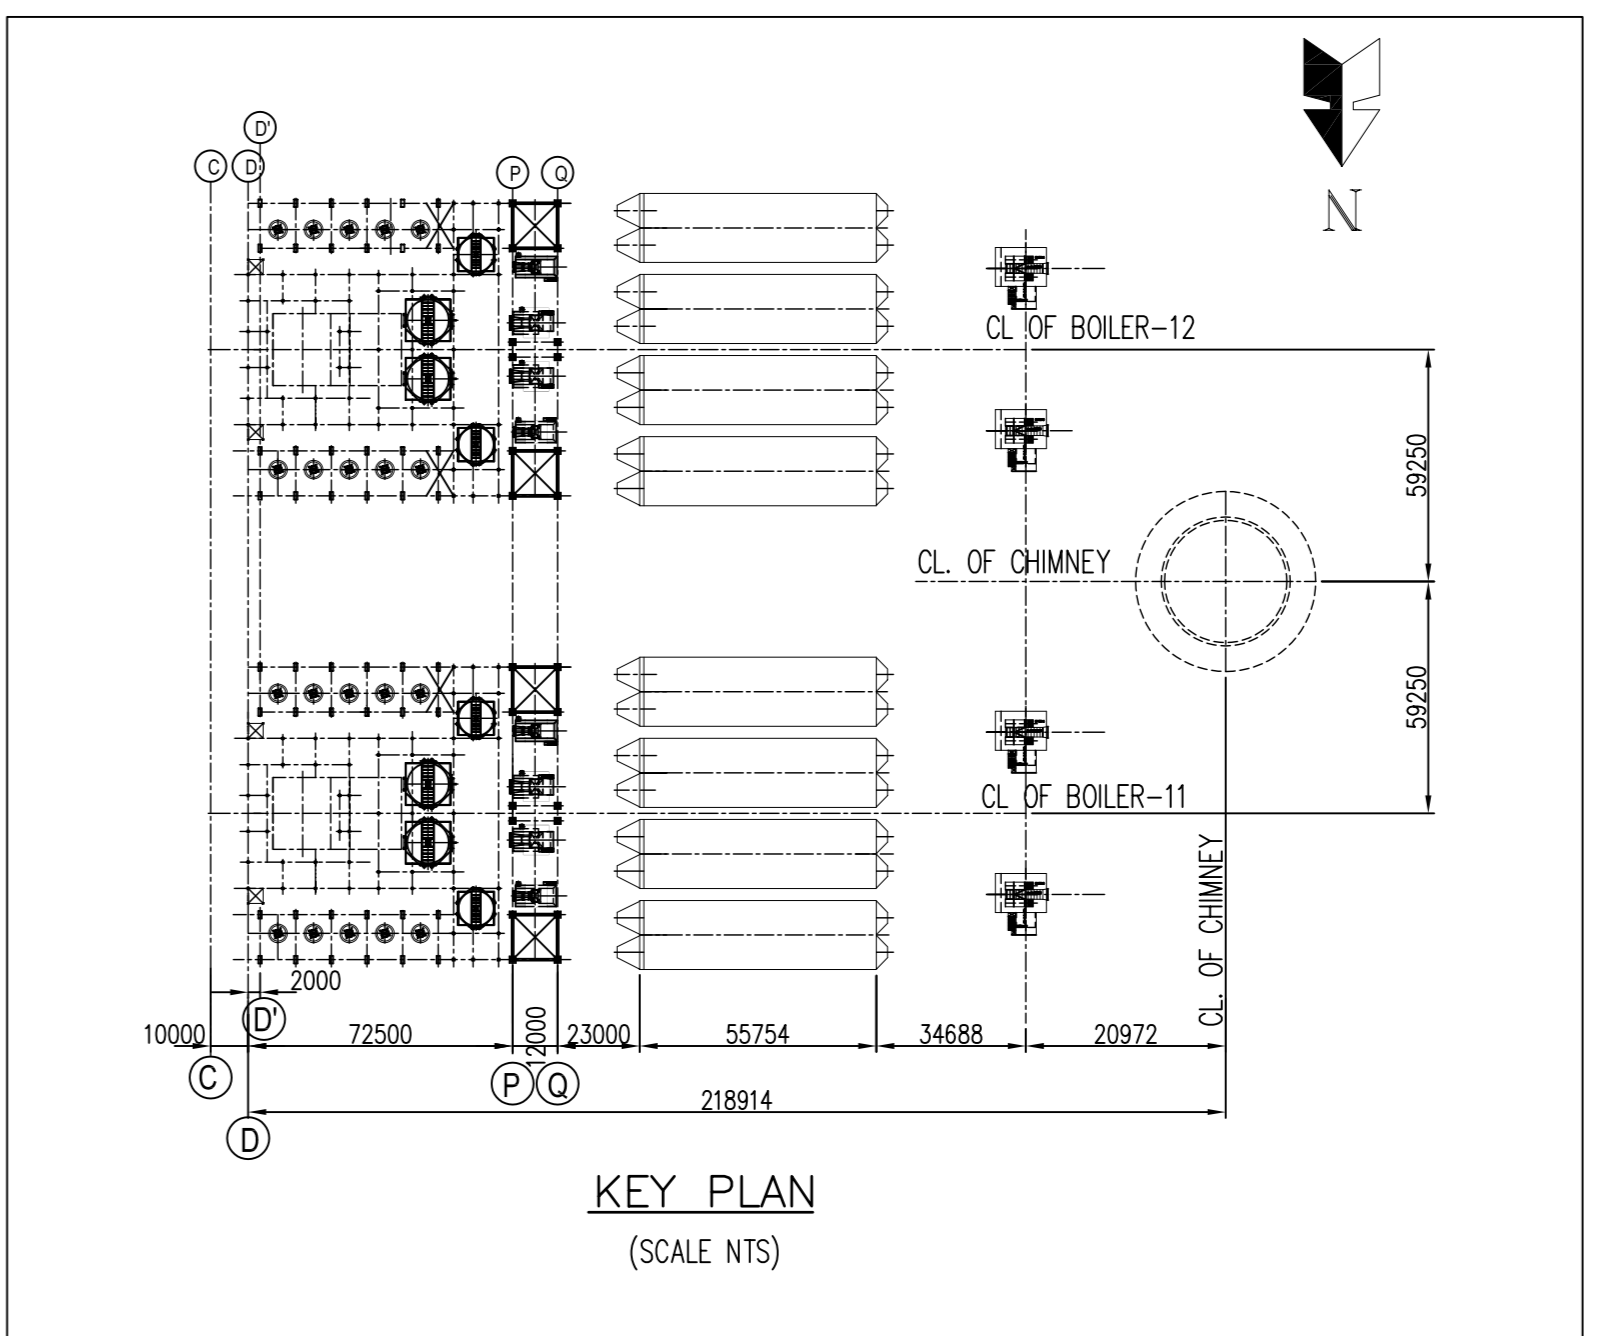 N
D'
C
D
P
Q
CL OF BOILER-12
59250
CL. OF CHIMNEY
59250
CL OF BOILER-11
CL. OF CHIMNEY
2000
D'
10000
72500
12000
23000
55754
34688
20972
C
P
Q
218914
D
KEY PLAN
(SCALE NTS)